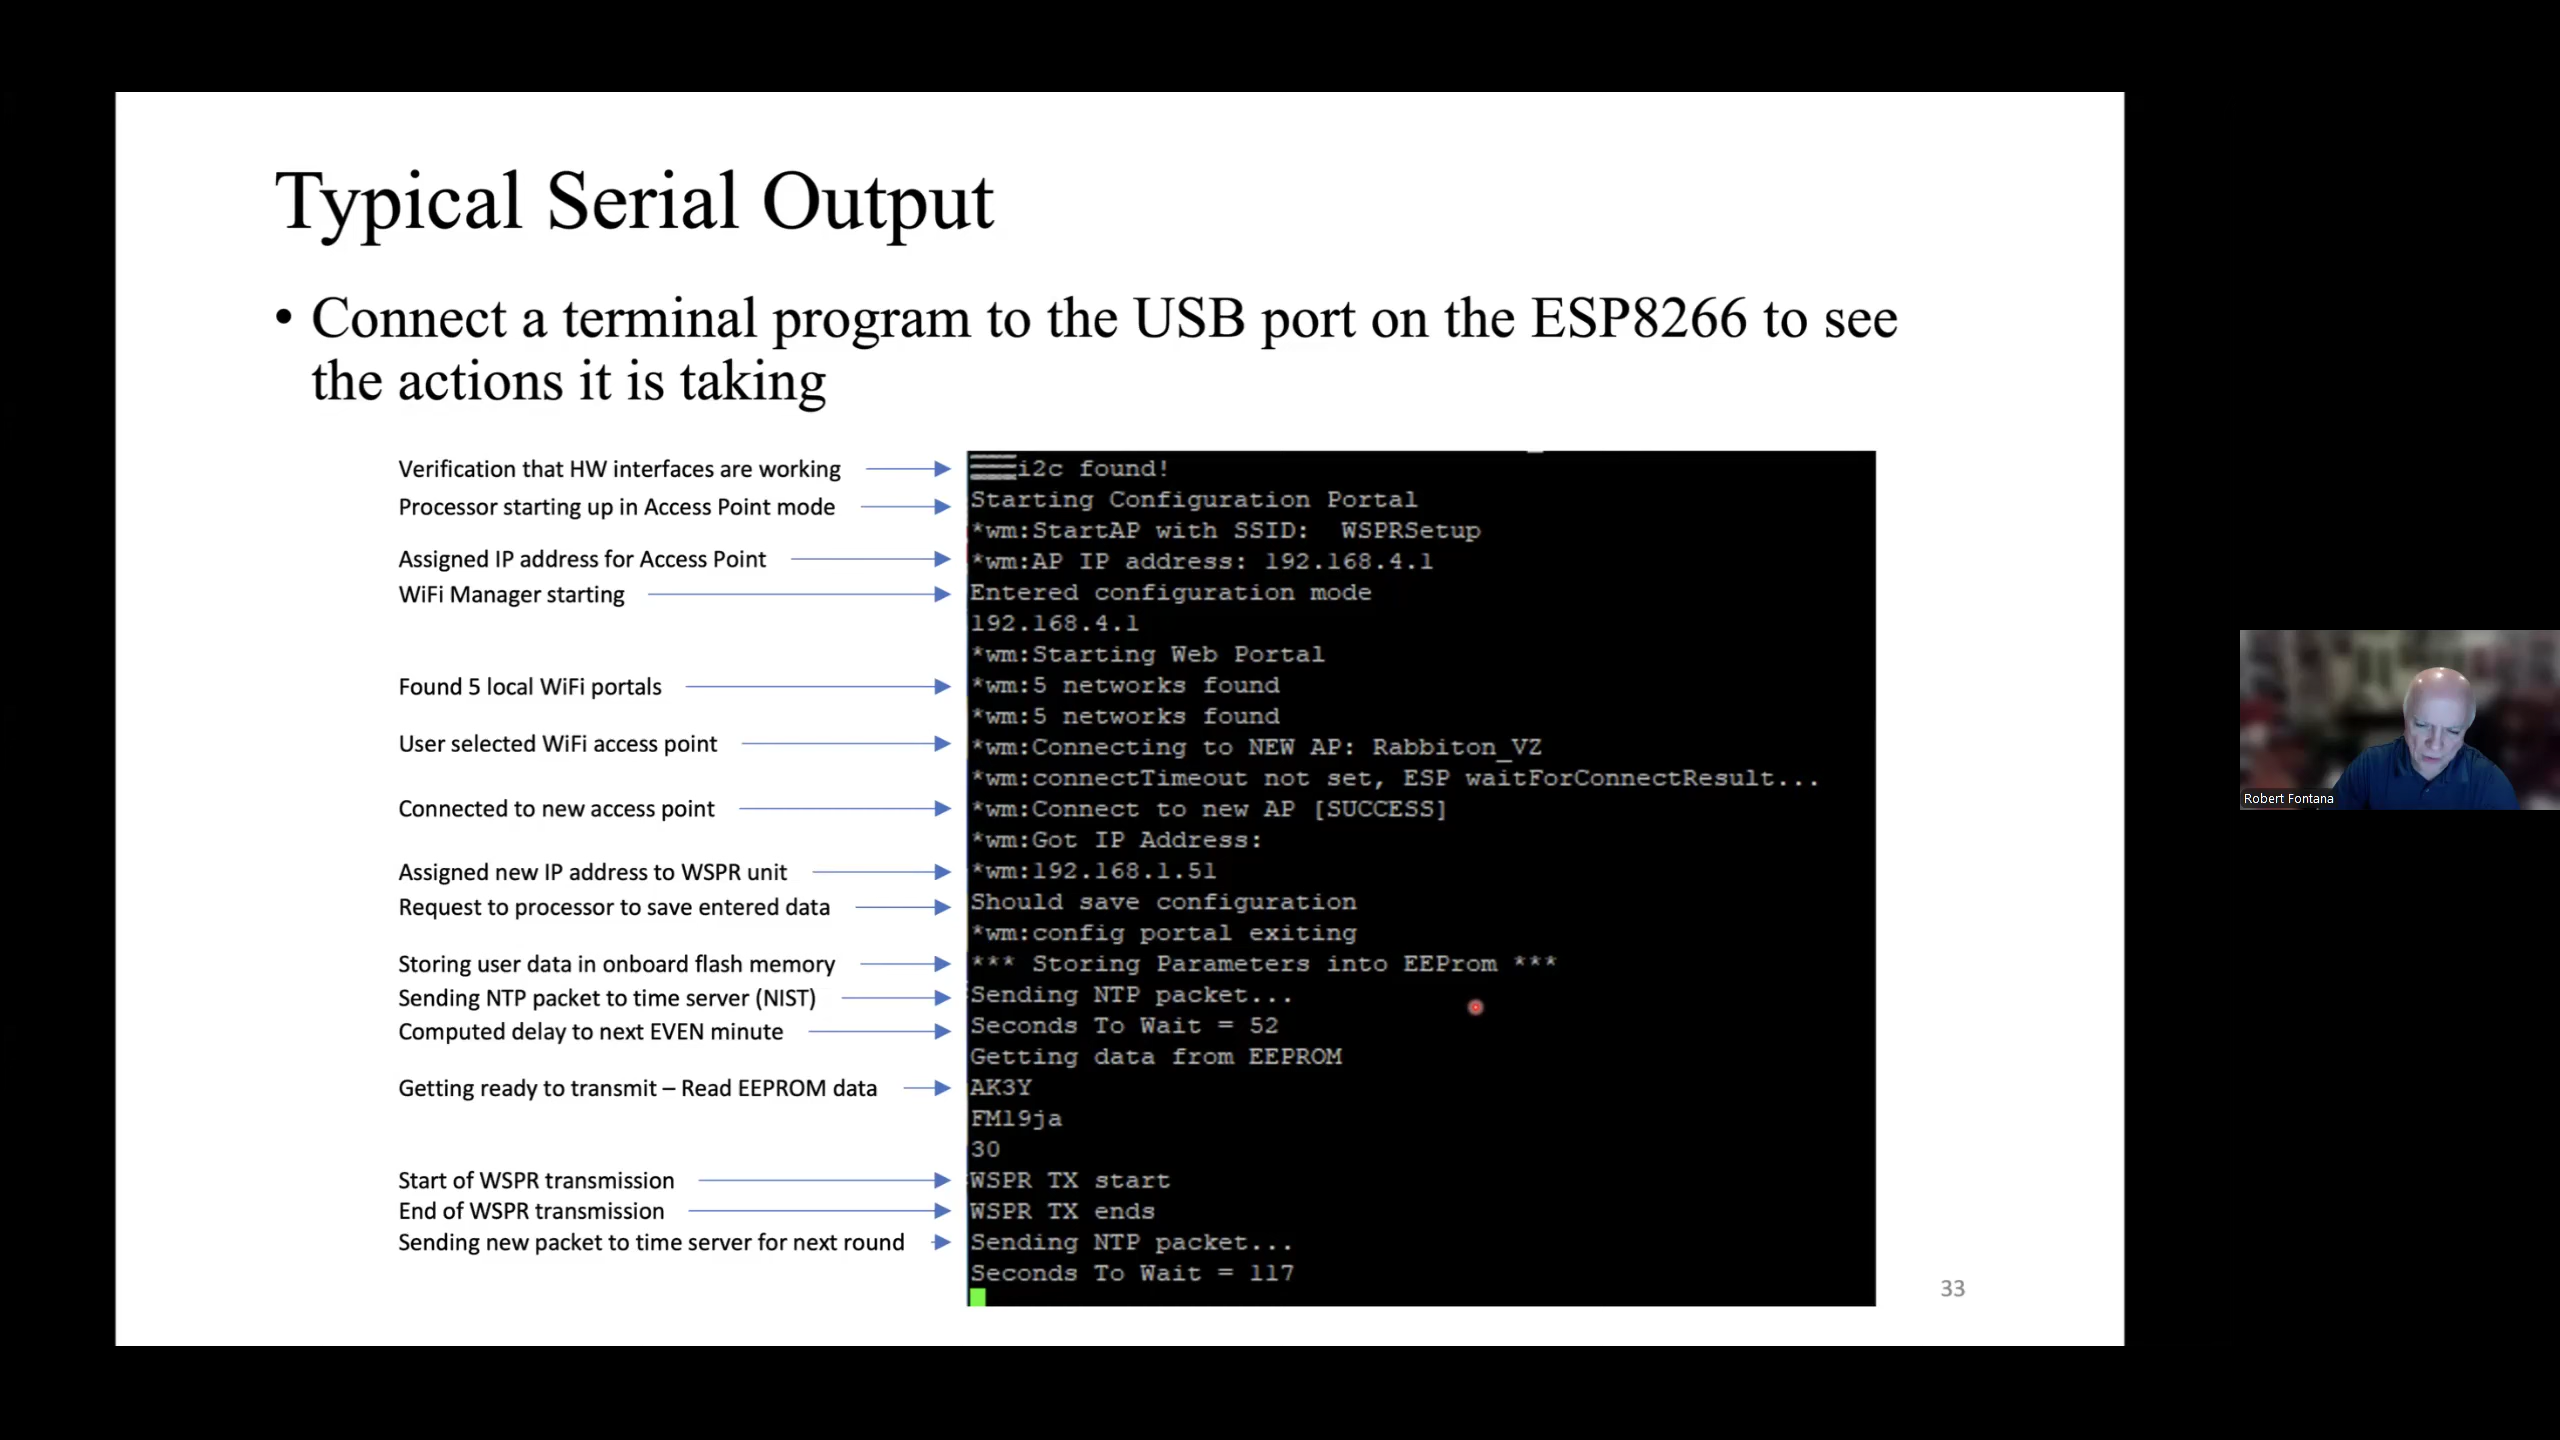 Typical Serial Output
• Connect a terminal program to the USB port on the ESP8266 to see
the actions it is taking
Verification that HW interfaces are working
Processor starting up in Access Point mode
Assigned IP address for Access Point
WiFi Manager starting
Found 5 local WiFi portals
User selected WiFi access point
Connected to new access point
Assigned new IP address to WSPR unit
Request to processor to save entered data
Storing user data in onboard flash memory
Sending NTP packet to time server (NIST)
Computed delay to next EVEN minute
Getting ready to transmit – Read EEPROM data
Start of WSPR transmission
End of WSPR transmission
Sending new packet to time server for next round
i2c found!
Starting Configuration Portal
*wm:StartAP with SSID:  WSPRSetup
*wm:AP IP address: 192.168.4.1
Entered configuration mode
192.168.4.1
*wm:Starting Web Portal
*wm:5 networks found
*wm:5 networks found
*wm:Connecting to NEW AP: Rabbiton_VZ
*wm:connectTimeout not set, ESP waitForConnectResult...
*wm:Connect to new AP [SUCCESS]
*wm:Got IP Address:
*wm:192.168.1.51
Should save configuration
*wm:config portal exiting
*** Storing Parameters into EEProm ***
Sending NTP packet...
Seconds To Wait = 52
Getting data from EEPROM
AK3Y
FM19ja
30
WSPR TX start
WSPR TX ends
Sending NTP packet...
Seconds To Wait = 117
33
Robert Fontana